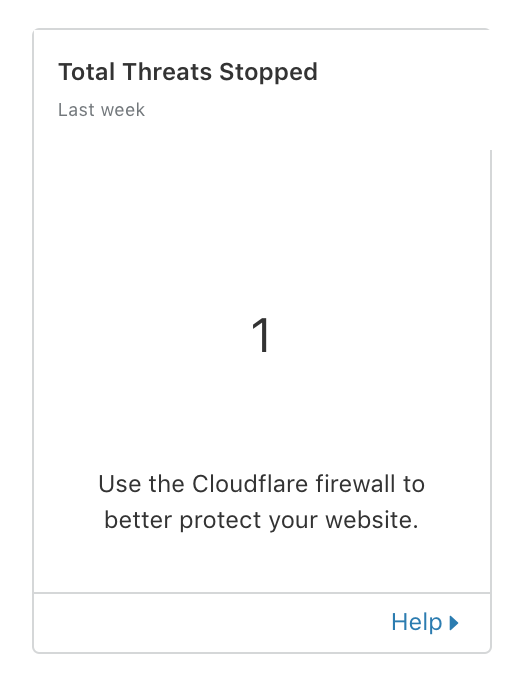 Total Threats Stopped
Last week
1
Use the Cloudflare firewall to
better protect your website.
Help